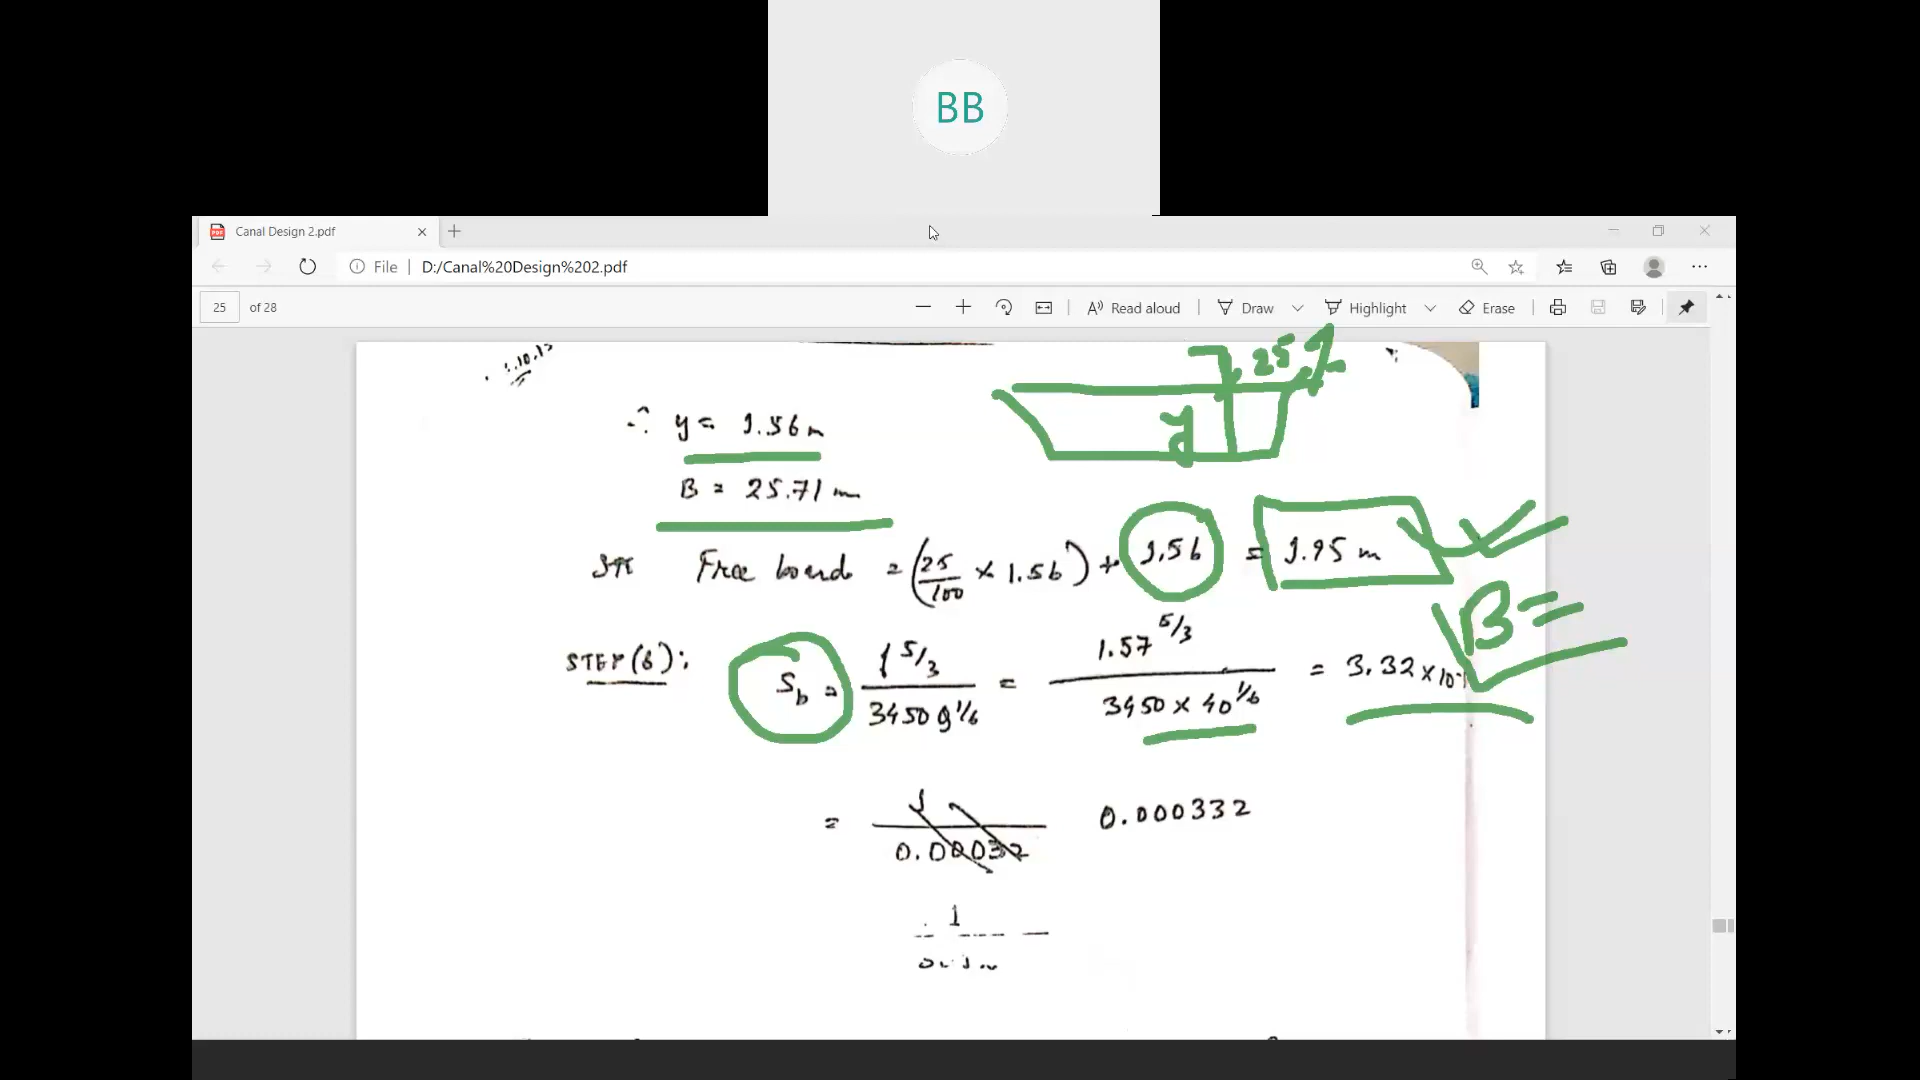 BB
Canal Design 2.pdf
File | D:/Canal%20Design%202.pdf
25 of 28
Read aloud Draw Highlight Erase
25 %
∴ y = 1.56 m
y
B = 25.71 m
Free board = (25/100 × 1.56) + 1.56 = 1.95 m
B =
STEP(6): S_b = f^5/3 / 3450 Q^1/6 = 1.57^5/3 / 3450 × 40^1/6 = 3.32 × 10^-
= 1 / 0.00032 0.000332
1